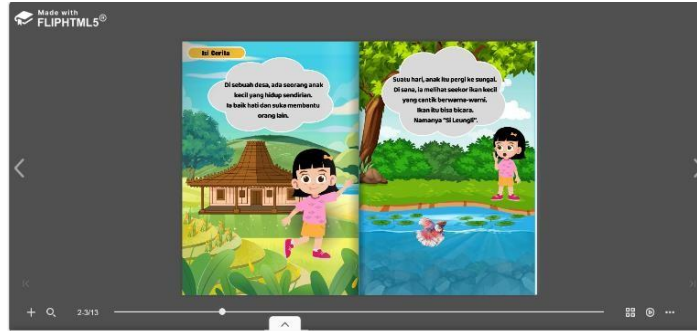 Made with
FLIPHTML5®
Isi Cerita
Di sebuah desa, ada seorang anak
kecil yang hidup sendirian.
Ia baik hati dan suka membantu
orang lain.
Suatu hari, anak itu pergi ke sungai.
Di sana, ia melihat seekor ikan kecil
yang cantik berwarna-warni.
Ikan itu bisa bicara.
Namanya "Si Leungli".
2-3/13